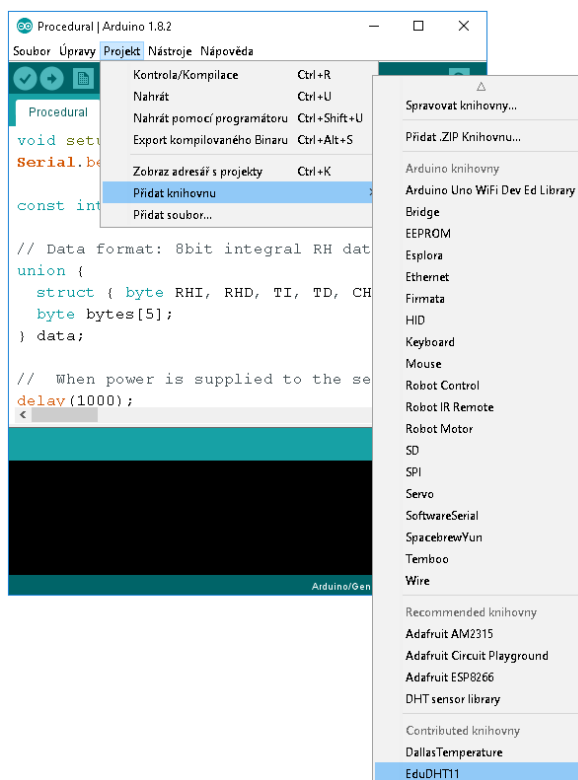 Procedural | Arduino 1.8.2
Soubor Úpravy Projekt Nástroje Nápověda
Kontrola/Kompilace Ctrl+R
Nahrát Ctrl+U
Nahrát pomocí programátoru Ctrl+Shift+U
Export kompilovaného Binaru Ctrl+Alt+S
Zobraz adresář s projekty Ctrl+K
Přidat knihovnu
Přidat soubor...
Procedural
void setu
Serial.be
const int
// Data format: 8bit integral RH dat
union {
struct { byte RHI, RHD, TI, TD, CH
byte bytes[5];
} data;
// When power is supplied to the se
delay(1000);
Arduino/Gen
Spravovat knihovny...
Přidat .ZIP Knihovnu...
Arduino knihovny
Arduino Uno WiFi Dev Ed Library
Bridge
EEPROM
Esplora
Ethernet
Firmata
HID
Keyboard
Mouse
Robot Control
Robot IR Remote
Robot Motor
SD
SPI
Servo
SoftwareSerial
SpacebrewYun
Temboo
Wire
Recommended knihovny
Adafruit AM2315
Adafruit Circuit Playground
Adafruit ESP8266
DHT sensor library
Contributed knihovny
DallasTemperature
EduDHT11